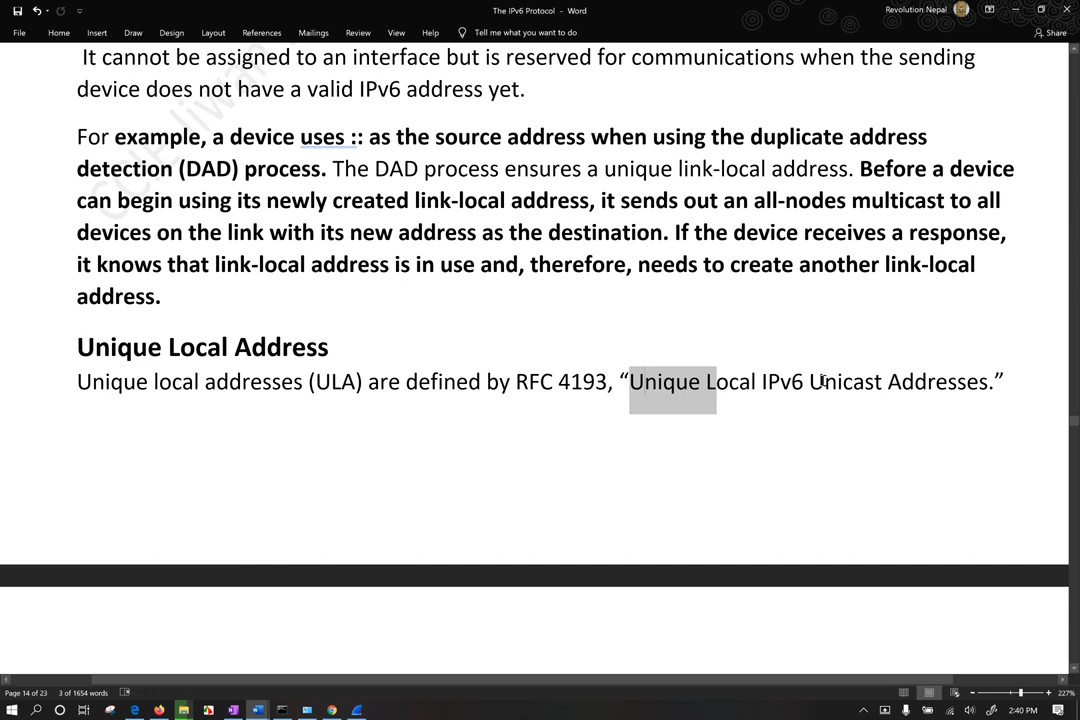 The IPv6 Protocol - Word
Revolution Nepal
File Home Insert Draw Design Layout References Mailings Review View Help Tell me what you want to do Share
It cannot be assigned to an interface but is reserved for communications when the sending
device does not have a valid IPv6 address yet.
For example, a device uses :: as the source address when using the duplicate address
detection (DAD) process. The DAD process ensures a unique link-local address. Before a device
can begin using its newly created link-local address, it sends out an all-nodes multicast to all
devices on the link with its new address as the destination. If the device receives a response,
it knows that link-local address is in use and, therefore, needs to create another link-local
address.
Unique Local Address
Unique local addresses (ULA) are defined by RFC 4193, “Unique Local IPv6 Unicast Addresses.”
Page 14 of 23 3 of 1654 words 227%
2:40 PM